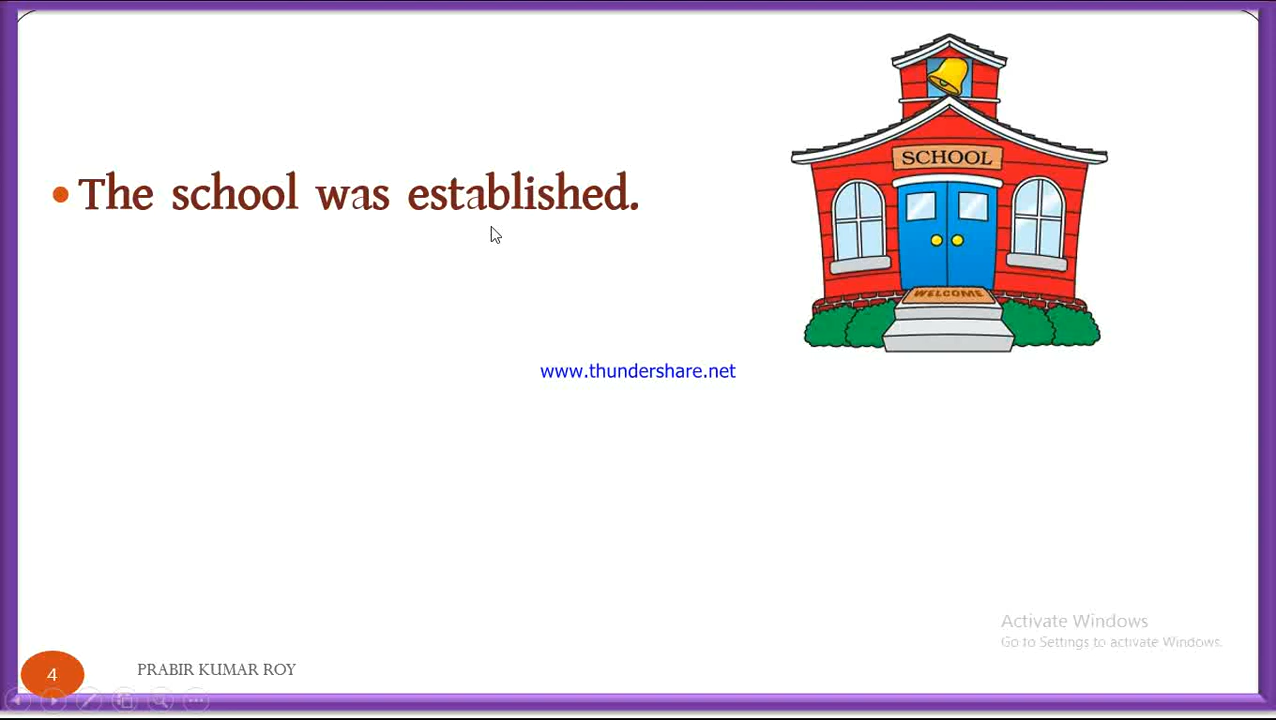 The school was established.
SCHOOL
WELCOME
www.thundershare.net
Activate Windows
Go to Settings to activate Windows.
4
PRABIR KUMAR ROY